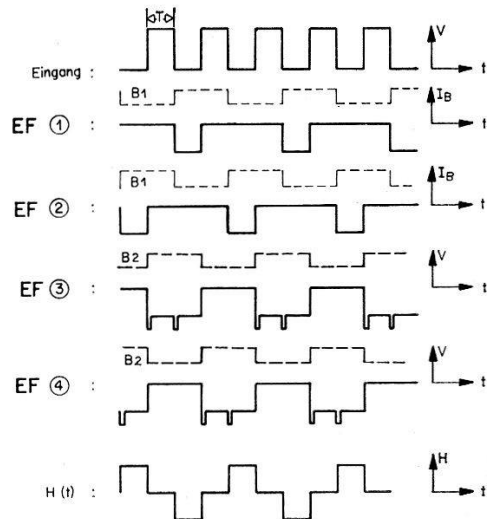 T
V
Eingang :
t
B1
I_B
EF ① :
t
B1
I_B
EF ② :
t
B2
V
EF ③ :
t
B2
V
EF ④ :
t
H
H (t) :
t